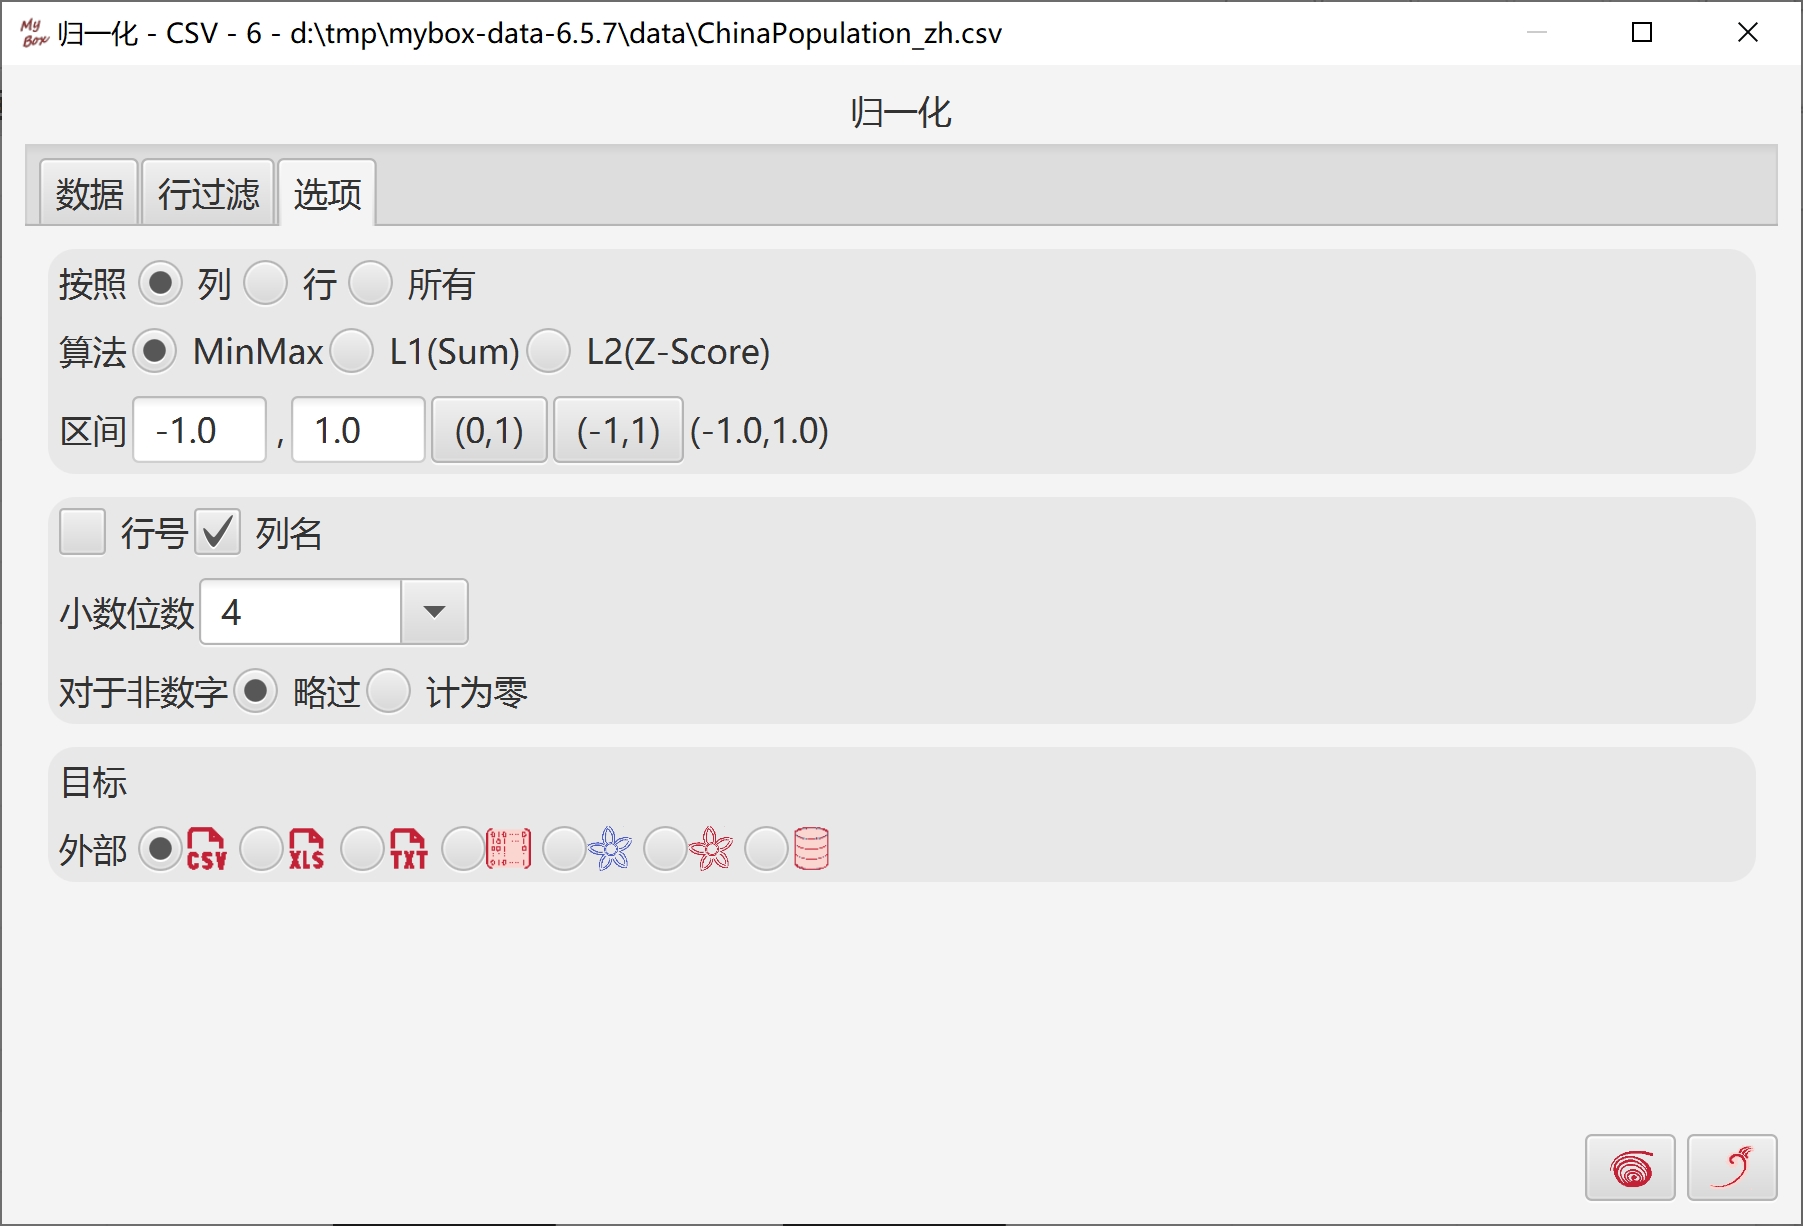 My Box 归一化 - CSV - 6 - d:\tmp\mybox-data-6.5.7\data\ChinaPopulation_zh.csv
归一化
数据 行过滤 选项
按照 列 行 所有
算法 MinMax L1(Sum) L2(Z-Score)
区间 -1.0 , 1.0 (0,1) (-1,1) (-1.0,1.0)
行号 列名
小数位数 4
对于非数字 略过 计为零
目标
外部 CSV XLS TXT